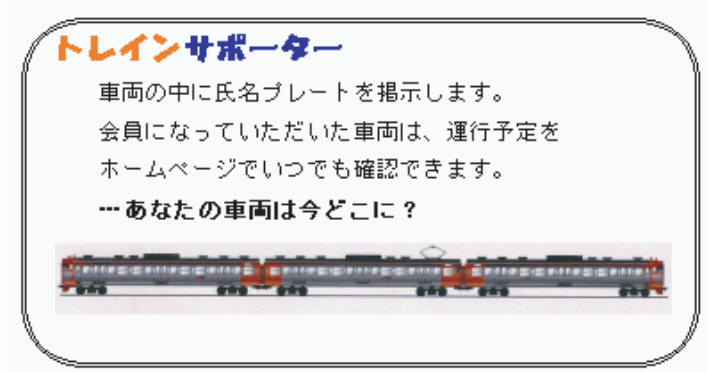 トレインサポーター
車両の中に氏名プレートを掲示します。
会員になっていただいた車両は、運行予定を
ホームページでいつでも確認できます。
…あなたの車両は今どこに？